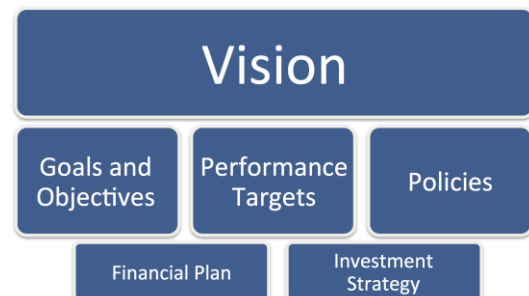 Vision
Goals and
Objectives
Performance
Targets
Policies
Financial Plan
Investment
Strategy